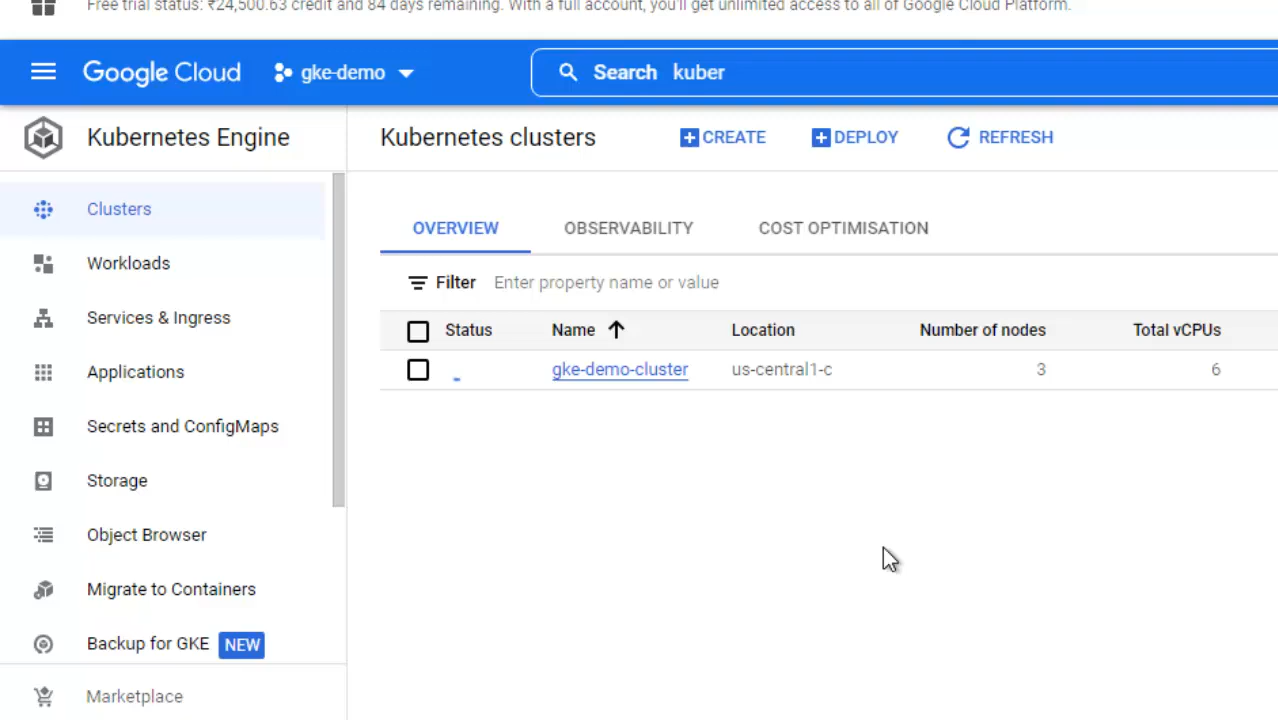 Free trial status: ₹24,500.63 credit and 84 days remaining. With a full account, you'll get unlimited access to all of Google Cloud Platform.
Google Cloud gke-demo Search kuber
Kubernetes Engine
Kubernetes clusters CREATE DEPLOY REFRESH
Clusters
Workloads
Services & Ingress
Applications
Secrets and ConfigMaps
Storage
Object Browser
Migrate to Containers
Backup for GKE NEW
Marketplace
OVERVIEW OBSERVABILITY COST OPTIMISATION
Filter Enter property name or value
Status Name Location Number of nodes Total vCPUs
gke-demo-cluster us-central1-c 3 6